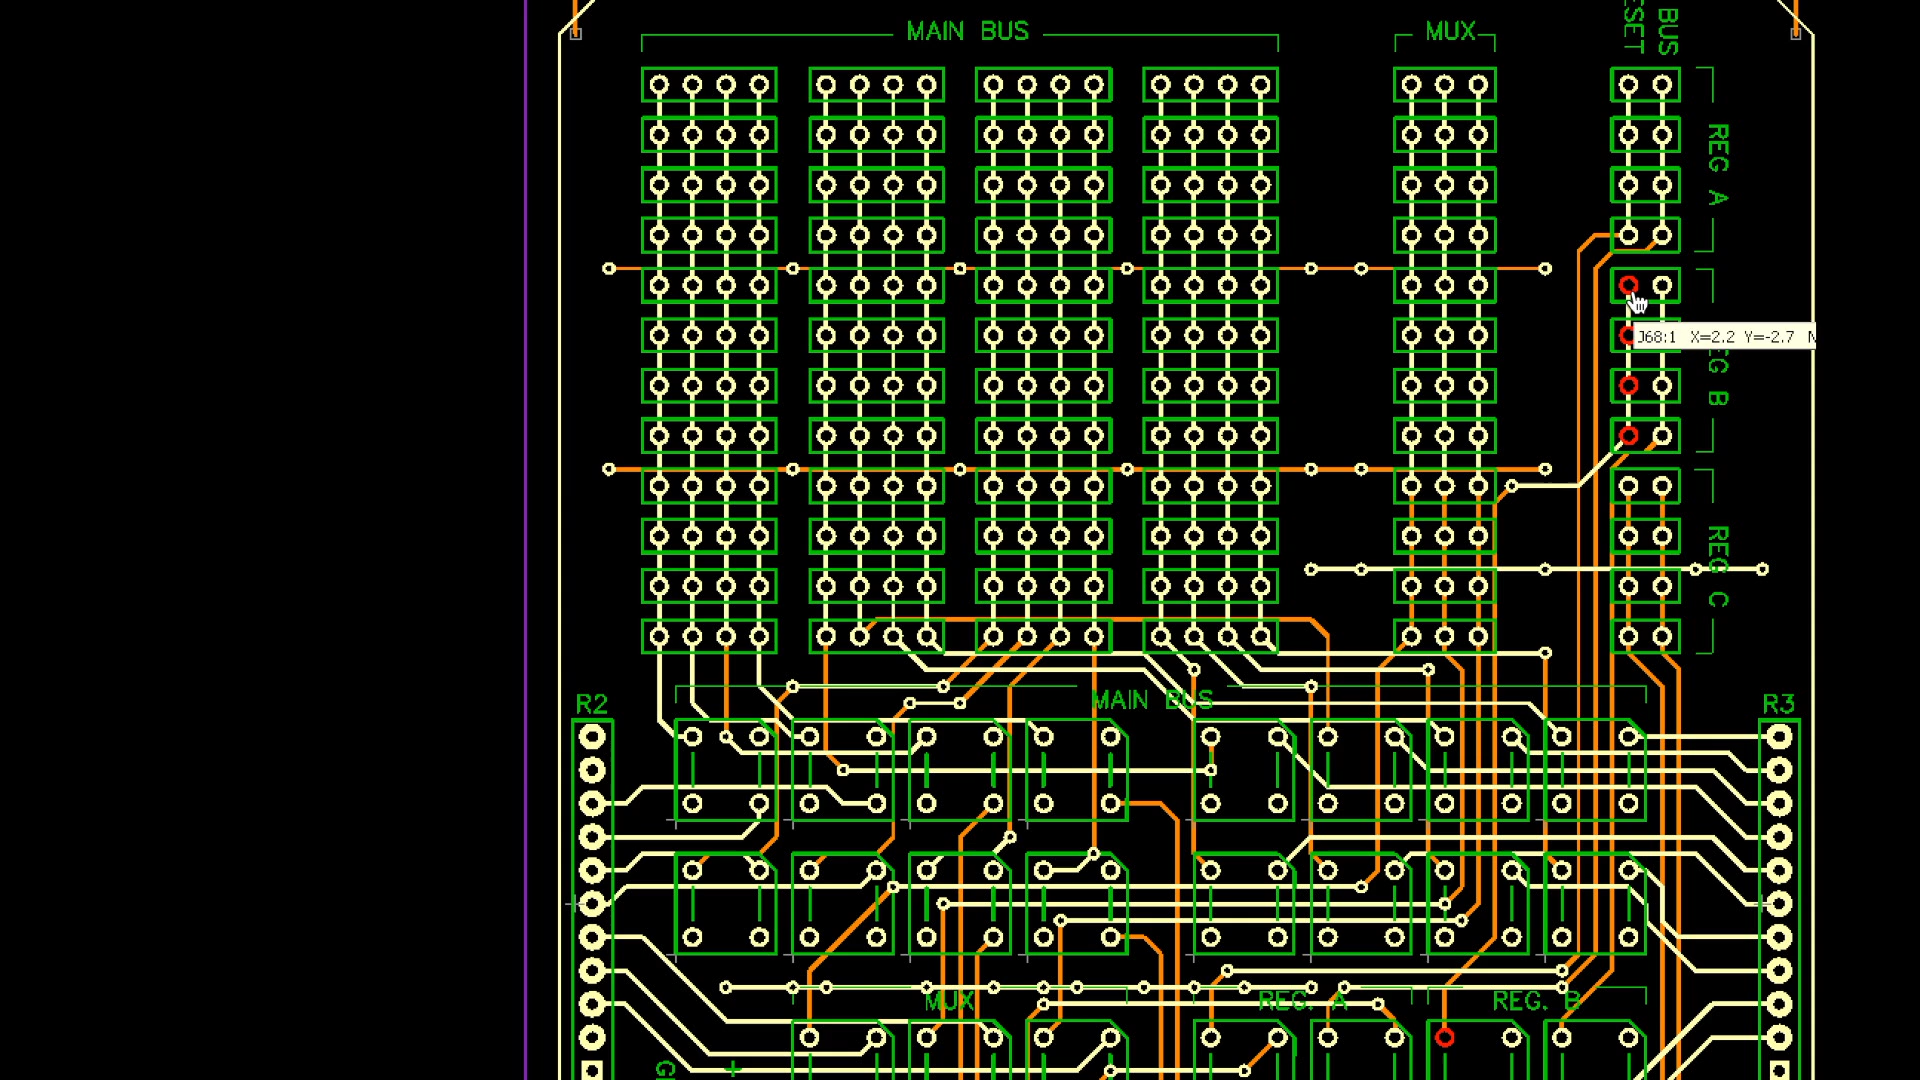 MAIN BUS
MUX
BUS
REG A
J68:1 X=2.2 Y=-2.7
REG C
MAIN BUS
R2
R3
MUX
REG. A
REG. B
+